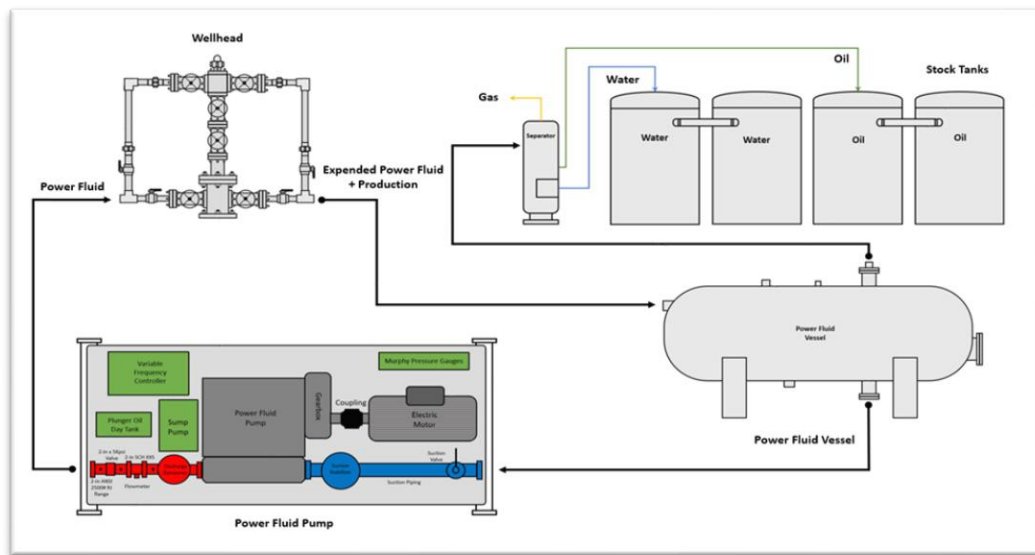 Wellhead
Oil
Stock Tanks
Water
Gas
Separator
Water
Water
Oil
Oil
Power Fluid
Expended Power Fluid
+ Production
Power Fluid
Vessel
Power Fluid Vessel
Variable
Frequency
Controller
Murphy Pressure Gauges
Plunger Oil
Day Tank
Sump
Pump
Power Fluid
Pump
Gearbox
Coupling
Electric
Motor
Valve
Flowmeter
Suction
Valve
Suction Piping
Power Fluid Pump